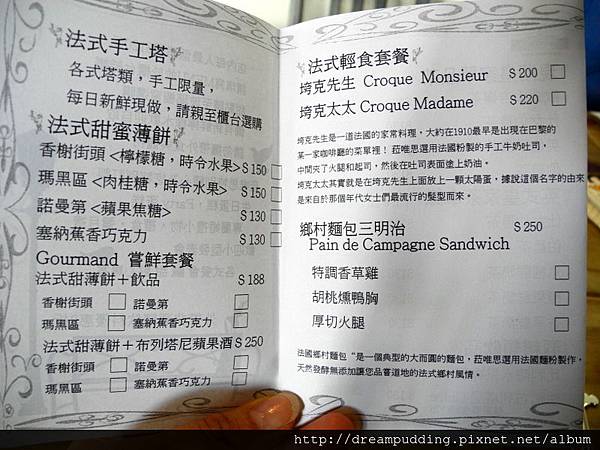 法式手工塔
各式塔類，手工限量，
每日新鮮現做，請親至櫃台選購
法式甜蜜薄餅
香榭街頭 <檸檬糖，時令水果> $ 150
瑪黑區 <肉桂糖，時令水果> $ 150
諾曼第 <蘋果焦糖> $ 130
塞納蕉香巧克力 $ 130
Gourmand 嘗鮮套餐
法式甜薄餅＋飲品 $ 188
香榭街頭 諾曼第
瑪黑區 塞納蕉香巧克力
法式甜薄餅＋布列塔尼蘋果酒 $ 250
香榭街頭 諾曼第
瑪黑區 塞納蕉香巧克力
法式輕食套餐
垮克先生 Croque Monsieur $ 200
垮克太太 Croque Madame $ 220
垮克先生是一道法國的家常料理，大約在1910最早是出現在巴黎的
某一家咖啡廳的菜單裡！ 菈唯思選用法國粉製的手工牛奶吐司，
中間夾了火腿和起司，然後在吐司表面塗上奶油。
垮克太太其實就是在垮克先生上面放上一顆太陽蛋，據說這個名字的由來
是來自於那個年代女士們最流行的髮型而來。
鄉村麵包三明治 $ 250
Pain de Campagne Sandwich
特調香草雞
胡桃燻鴨胸
厚切火腿
法國鄉村麵包“是一個典型的大而圓的麵包，菈唯思選用法國麵粉製作，
天然發酵無添加讓您品嘗道地的法式鄉村風情。
http://dreampudding.pixnet.net/album